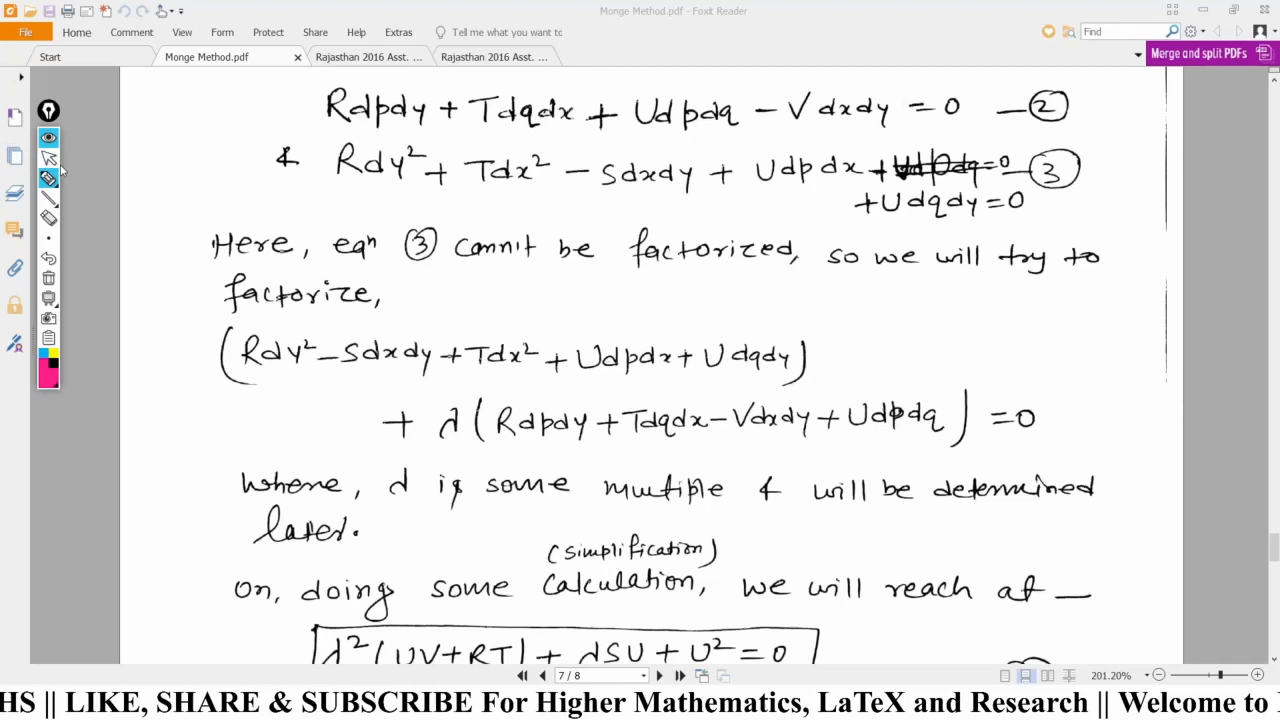 Monge Method.pdf - Foxit Reader
File Home Comment View Form Protect Share Help Extras Tell me what you want to Find
Start Monge Method.pdf Rajasthan 2016 Asst. ... Rajasthan 2016 Asst. ... Merge and split PDFs
Rdpdy + Tdqdx + Udpdq - Vdxdy = 0 — ②
& Rdy² + Tdx² - Sdxdy + Udpdx — ③
+ Udqdy = 0
Here, eqⁿ ③ cannit be factorized, so we will try to
factorize,
(Rdy² - Sdxdy + Tdx² + Udpdx + Udqdy)
+ λ(Rdpdy + Tdqdx - Vdxdy + Udpdq) = 0
Where, λ is some multiple & will be determined
later.
(simplification)
On, doing some calculation, we will reach at —
λ²(UV+RT) + λSU + U² = 0
7 / 8 201.20%
HS || LIKE, SHARE & SUBSCRIBE For Higher Mathematics, LaTeX and Research || Welcome to